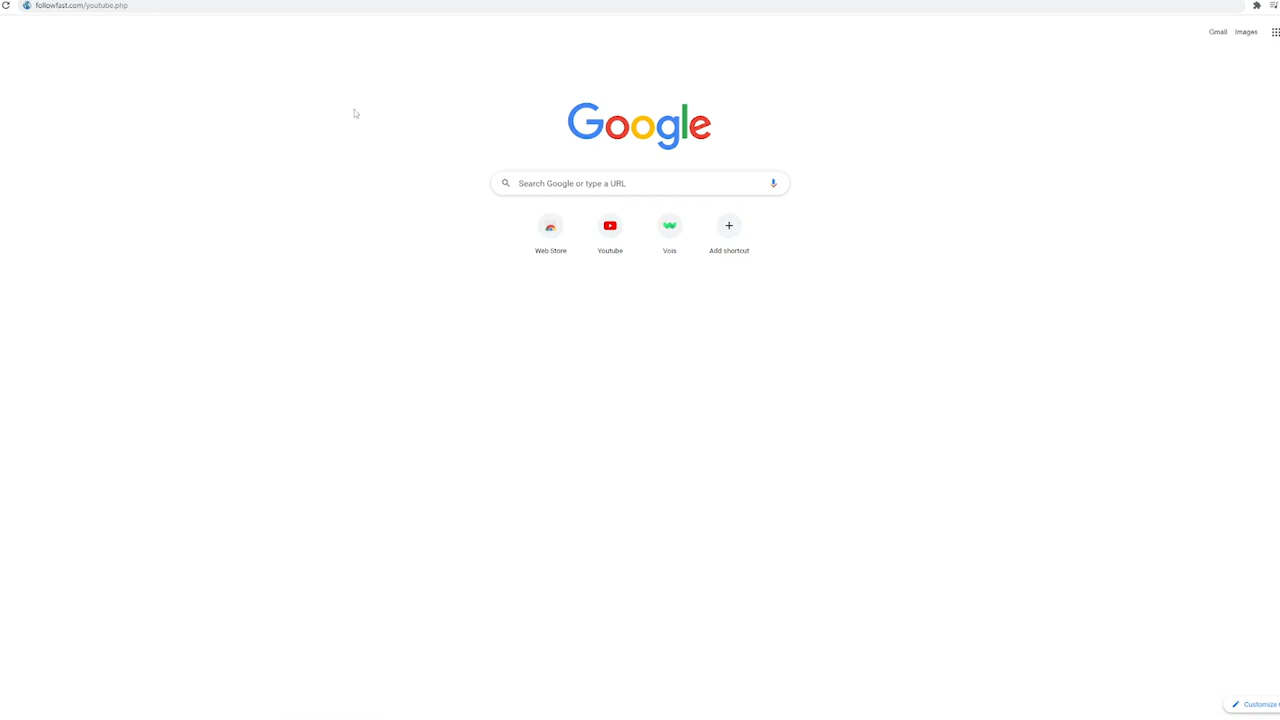 followfast.com/youtube.php
Gmail Images
Google
Search Google or type a URL
Web Store Youtube Vois Add shortcut
Customize